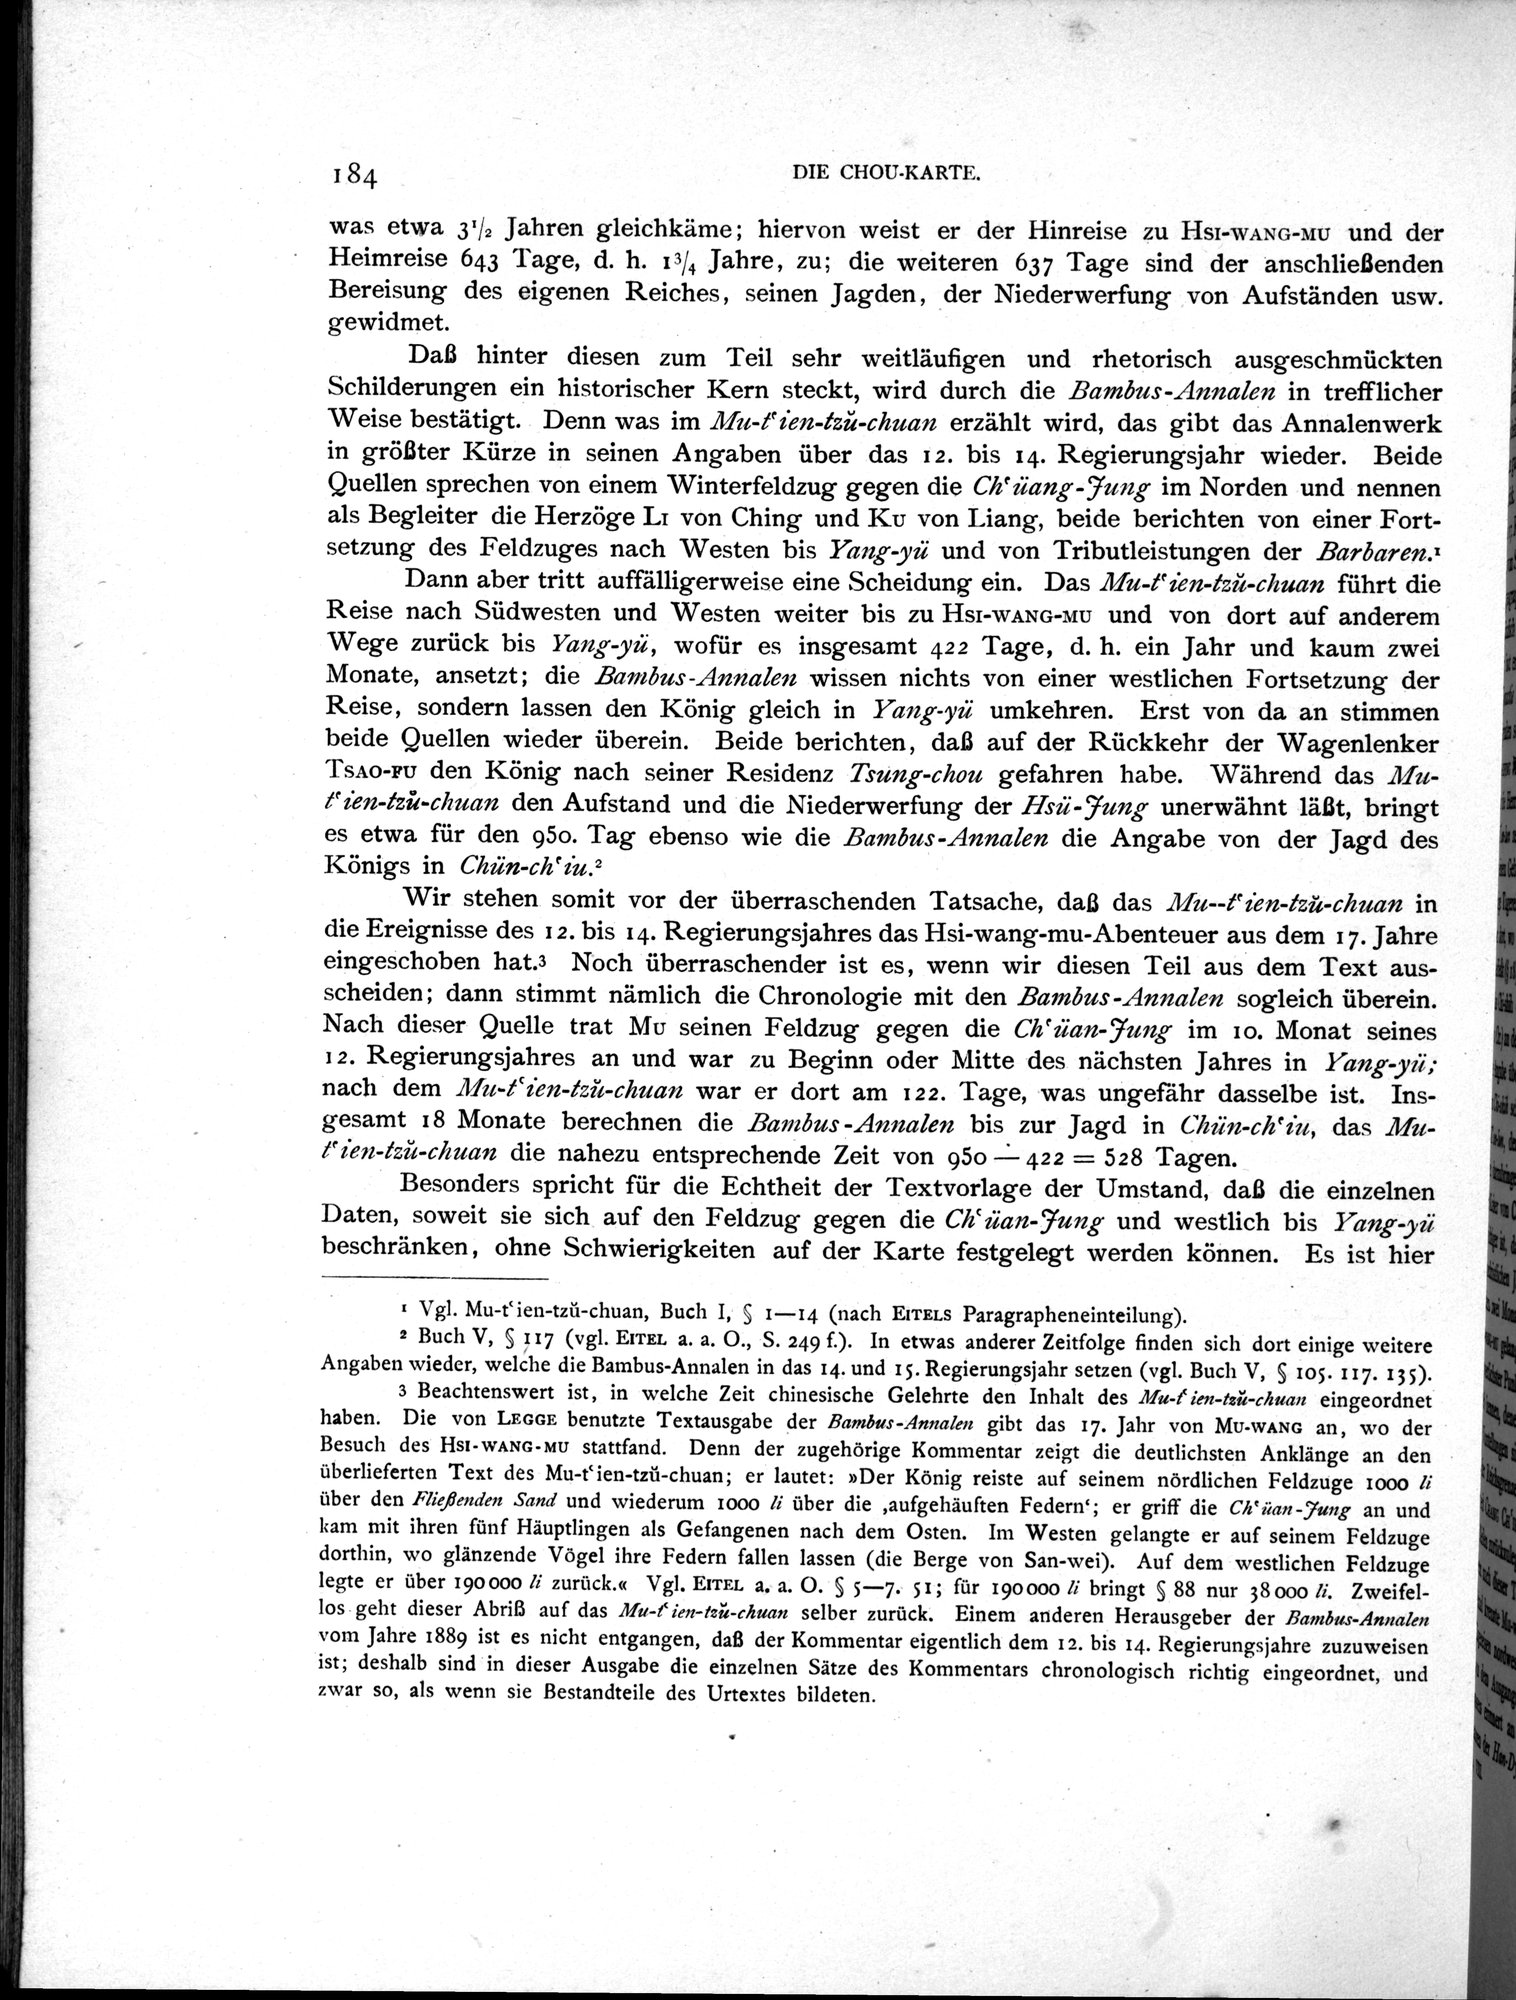 184
DIE CHOU-KARTE.
was etwa 3 1/2 Jahren gleichkäme; hiervon weist er der Hinreise zu HSI-WANG-MU und der
Heimreise 643 Tage, d. h. 1 3/4 Jahre, zu; die weiteren 637 Tage sind der anschließenden
Bereisung des eigenen Reiches, seinen Jagden, der Niederwerfung von Aufständen usw.
gewidmet.
Daß hinter diesen zum Teil sehr weitläufigen und rhetorisch ausgeschmückten
Schilderungen ein historischer Kern steckt, wird durch die Bambus-Annalen in trefflicher
Weise bestätigt. Denn was im Mu-tʿien-tzŭ-chuan erzählt wird, das gibt das Annalenwerk
in größter Kürze in seinen Angaben über das 12. bis 14. Regierungsjahr wieder. Beide
Quellen sprechen von einem Winterfeldzug gegen die Chʿüang-Jung im Norden und nennen
als Begleiter die Herzöge LI von Ching und KU von Liang, beide berichten von einer Fort-
setzung des Feldzuges nach Westen bis Yang-yü und von Tributleistungen der Barbaren.¹
Dann aber tritt auffälligerweise eine Scheidung ein. Das Mu-tʿien-tzŭ-chuan führt die
Reise nach Südwesten und Westen weiter bis zu HSI-WANG-MU und von dort auf anderem
Wege zurück bis Yang-yü, wofür es insgesamt 422 Tage, d. h. ein Jahr und kaum zwei
Monate, ansetzt; die Bambus-Annalen wissen nichts von einer westlichen Fortsetzung der
Reise, sondern lassen den König gleich in Yang-yü umkehren. Erst von da an stimmen
beide Quellen wieder überein. Beide berichten, daß auf der Rückkehr der Wagenlenker
TSAO-FU den König nach seiner Residenz Tsung-chou gefahren habe. Während das Mu-
tʿien-tzŭ-chuan den Aufstand und die Niederwerfung der Hsü-Jung unerwähnt läßt, bringt
es etwa für den 950. Tag ebenso wie die Bambus-Annalen die Angabe von der Jagd des
Königs in Chün-chʿiu.²
Wir stehen somit vor der überraschenden Tatsache, daß das Mu--tʿien-tzŭ-chuan in
die Ereignisse des 12. bis 14. Regierungsjahres das Hsi-wang-mu-Abenteuer aus dem 17. Jahre
eingeschoben hat.³ Noch überraschender ist es, wenn wir diesen Teil aus dem Text aus-
scheiden; dann stimmt nämlich die Chronologie mit den Bambus-Annalen sogleich überein.
Nach dieser Quelle trat MU seinen Feldzug gegen die Chʿüan-Jung im 10. Monat seines
12. Regierungsjahres an und war zu Beginn oder Mitte des nächsten Jahres in Yang-yü;
nach dem Mu-tʿien-tzŭ-chuan war er dort am 122. Tage, was ungefähr dasselbe ist. Ins-
gesamt 18 Monate berechnen die Bambus-Annalen bis zur Jagd in Chün-chʿiu, das Mu-
tʿien-tzŭ-chuan die nahezu entsprechende Zeit von 950 — 422 = 528 Tagen.
Besonders spricht für die Echtheit der Textvorlage der Umstand, daß die einzelnen
Daten, soweit sie sich auf den Feldzug gegen die Chʿüan-Jung und westlich bis Yang-yü
beschränken, ohne Schwierigkeiten auf der Karte festgelegt werden können. Es ist hier
¹ Vgl. Mu-tʿien-tzŭ-chuan, Buch I, § 1—14 (nach EITELS Paragrapheneinteilung).
² Buch V, § 117 (vgl. EITEL a. a. O., S. 249 f.). In etwas anderer Zeitfolge finden sich dort einige weitere
Angaben wieder, welche die Bambus-Annalen in das 14. und 15. Regierungsjahr setzen (vgl. Buch V, § 105. 117. 135).
3 Beachtenswert ist, in welche Zeit chinesische Gelehrte den Inhalt des Mu-tʿien-tzŭ-chuan eingeordnet
haben. Die von LEGGE benutzte Textausgabe der Bambus-Annalen gibt das 17. Jahr von MU-WANG an, wo der
Besuch des HSI-WANG-MU stattfand. Denn der zugehörige Kommentar zeigt die deutlichsten Anklänge an den
überlieferten Text des Mu-tʿien-tzŭ-chuan; er lautet: »Der König reiste auf seinem nördlichen Feldzuge 1000 li
über den Fließenden Sand und wiederum 1000 li über die ‚aufgehäuften Federn‘; er griff die Chʿüan-Jung an und
kam mit ihren fünf Häuptlingen als Gefangenen nach dem Osten. Im Westen gelangte er auf seinem Feldzuge
dorthin, wo glänzende Vögel ihre Federn fallen lassen (die Berge von San-wei). Auf dem westlichen Feldzuge
legte er über 190000 li zurück.« Vgl. EITEL a. a. O. § 5—7. 51; für 190000 li bringt § 88 nur 38000 li. Zweifel-
los geht dieser Abriß auf das Mu-tʿien-tzŭ-chuan selber zurück. Einem anderen Herausgeber der Bambus-Annalen
vom Jahre 1889 ist es nicht entgangen, daß der Kommentar eigentlich dem 12. bis 14. Regierungsjahre zuzuweisen
ist; deshalb sind in dieser Ausgabe die einzelnen Sätze des Kommentars chronologisch richtig eingeordnet, und
zwar so, als wenn sie Bestandteile des Urtextes bildeten.